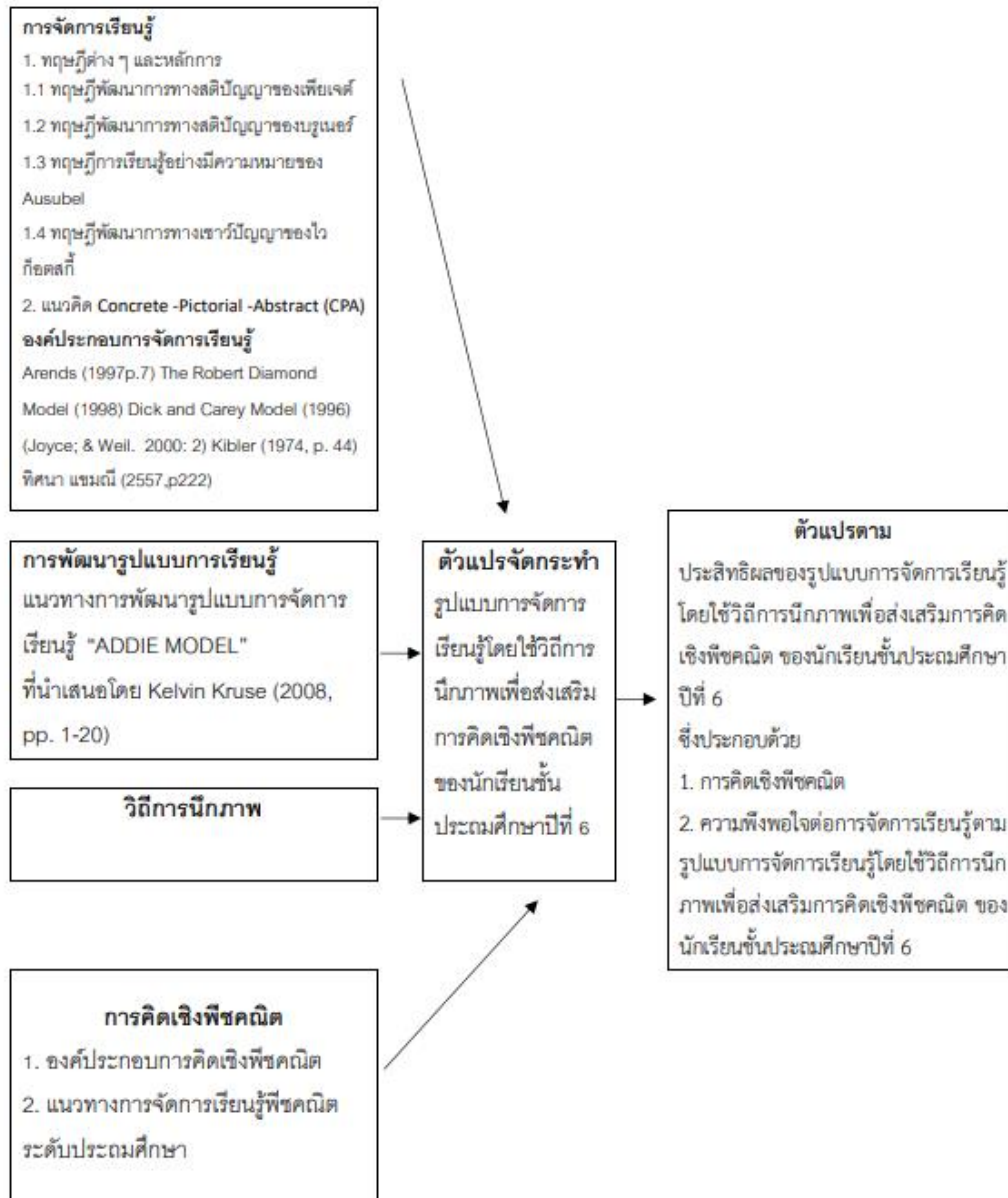 การจัดการเรียนรู้
1. ทฤษฎีต่าง ๆ และหลักการ
1.1 ทฤษฎีพัฒนาการทางสติปัญญาของเพียเจต์
1.2 ทฤษฎีพัฒนาการทางสติปัญญาของบรูเนอร์
1.3 ทฤษฎีการเรียนรู้อย่างมีความหมายของ
Ausubel
1.4 ทฤษฎีพัฒนาการทางเชาว์ปัญญาของไว
ก็อตสกี้
2. แนวคิด Concrete -Pictorial -Abstract (CPA)
องค์ประกอบการจัดการเรียนรู้
Arends (1997p.7) The Robert Diamond
Model (1998) Dick and Carey Model (1996)
(Joyce; & Weil. 2000: 2) Kibler (1974, p. 44)
ทิศนา แขมณี (2557,p222)
การพัฒนารูปแบบการเรียนรู้
แนวทางการพัฒนารูปแบบการจัดการ
เรียนรู้ “ADDIE MODEL”
ที่นำเสนอโดย Kelvin Kruse (2008,
pp. 1-20)
วิถีการนึกภาพ
การคิดเชิงพีชคณิต
1. องค์ประกอบการคิดเชิงพีชคณิต
2. แนวทางการจัดการเรียนรู้พีชคณิต
ระดับประถมศึกษา
ตัวแปรจัดกระทำ
รูปแบบการจัดการ
เรียนรู้โดยใช้วิถีการ
นึกภาพเพื่อส่งเสริม
การคิดเชิงพีชคณิต
ของนักเรียนชั้น
ประถมศึกษาปีที่ 6
ตัวแปรตาม
ประสิทธิผลของรูปแบบการจัดการเรียนรู้
โดยใช้วิถีการนึกภาพเพื่อส่งเสริมการคิด
เชิงพีชคณิต ของนักเรียนชั้นประถมศึกษา
ปีที่ 6
ซึ่งประกอบด้วย
1. การคิดเชิงพีชคณิต
2. ความพึงพอใจต่อการจัดการเรียนรู้ตาม
รูปแบบการจัดการเรียนรู้โดยใช้วิถีการนึก
ภาพเพื่อส่งเสริมการคิดเชิงพีชคณิต ของ
นักเรียนชั้นประถมศึกษาปีที่ 6